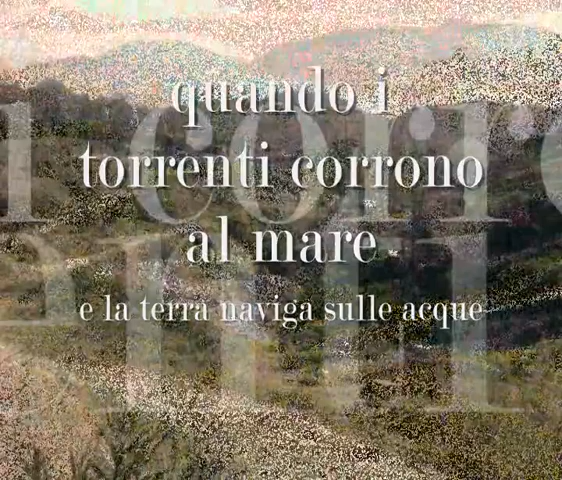 quando i
torrenti corrono
al mare
e la terra naviga sulle acque